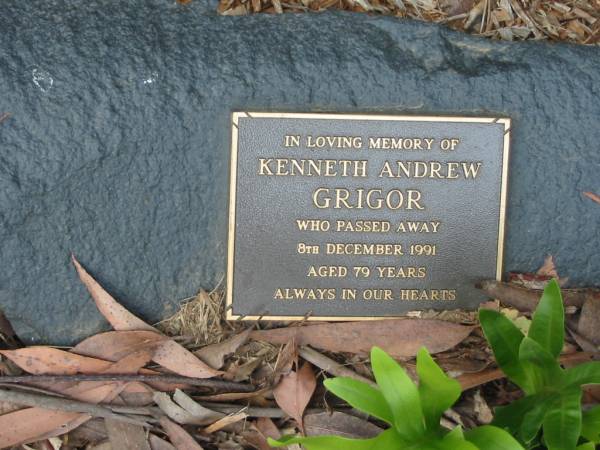 IN LOVING MEMORY OF
KENNETH ANDREW
GRIGOR
WHO PASSED AWAY
8TH DECEMBER 1991
AGED 79 YEARS
ALWAYS IN OUR HEARTS